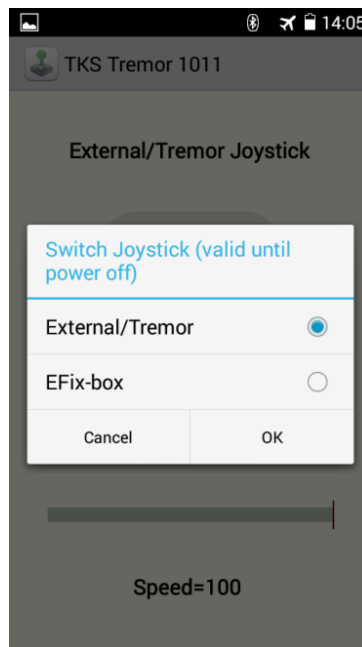 14:05
TKS Tremor 1011
External/Tremor Joystick
Switch Joystick (valid until
power off)
External/Tremor
EFix-box
Cancel
OK
Speed=100